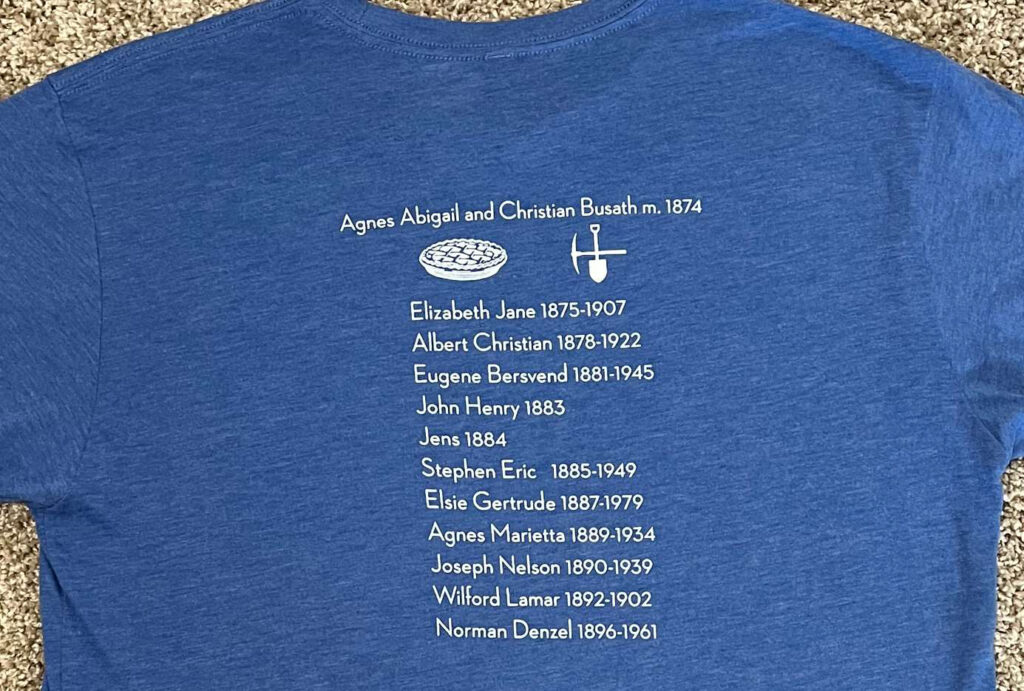 Agnes Abigail and Christian Busath m. 1874
Elizabeth Jane 1875-1907
Albert Christian 1878-1922
Eugene Bersvend 1881-1945
John Henry 1883
Jens 1884
Stephen Eric 1885-1949
Elsie Gertrude 1887-1979
Agnes Marietta 1889-1934
Joseph Nelson 1890-1939
Wilford Lamar 1892-1902
Norman Denzel 1896-1961